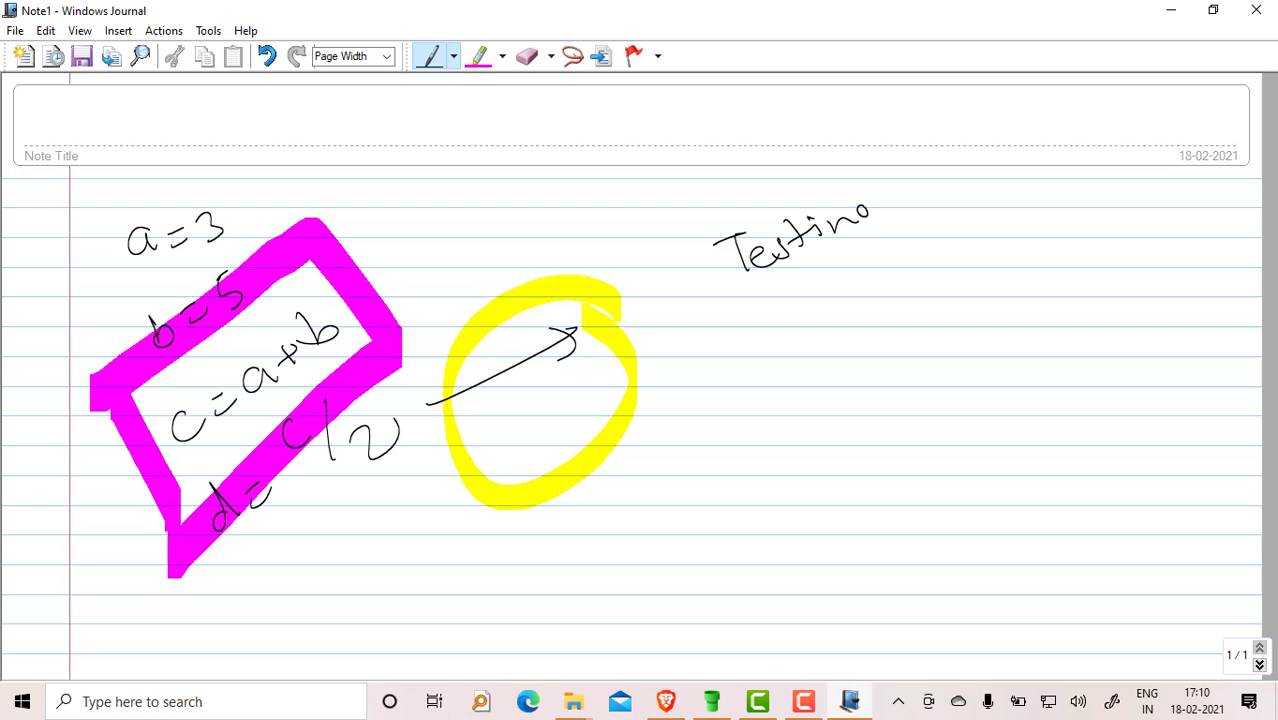 Note1 - Windows Journal
File Edit View Insert Actions Tools Help
Page Width
Note Title
18-02-2021
a=3
b=5
c=a+b
d=c/2
Testino
1 / 1
Type here to search
ENG
IN
17:10
18-02-2021